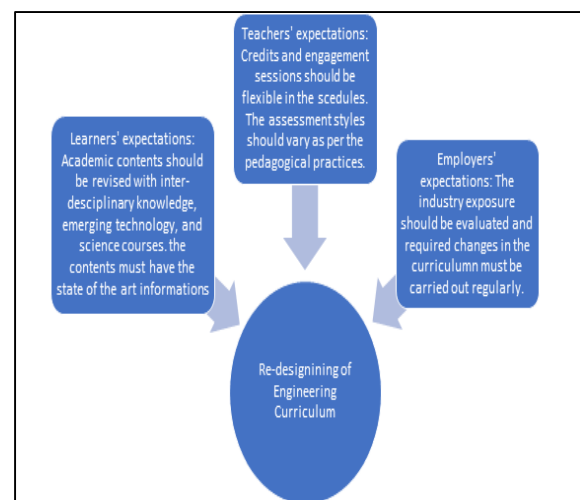 Teachers' expectations:
Credits and engagement
sessions should be
flexible in the scedules.
The assessment styles
should vary as per the
pedagogical practices.
Learners' expectations:
Academic contents should
be revised with inter-
desciplinary knowledge,
emerging technology, and
science courses. the
contents must have the
state of the art informations
Employers'
expectations: The
industry exposure
should be evaluated and
required changes in the
curriculumn must be
carried out regularly.
Re-designining of
Engineering
Curriculum